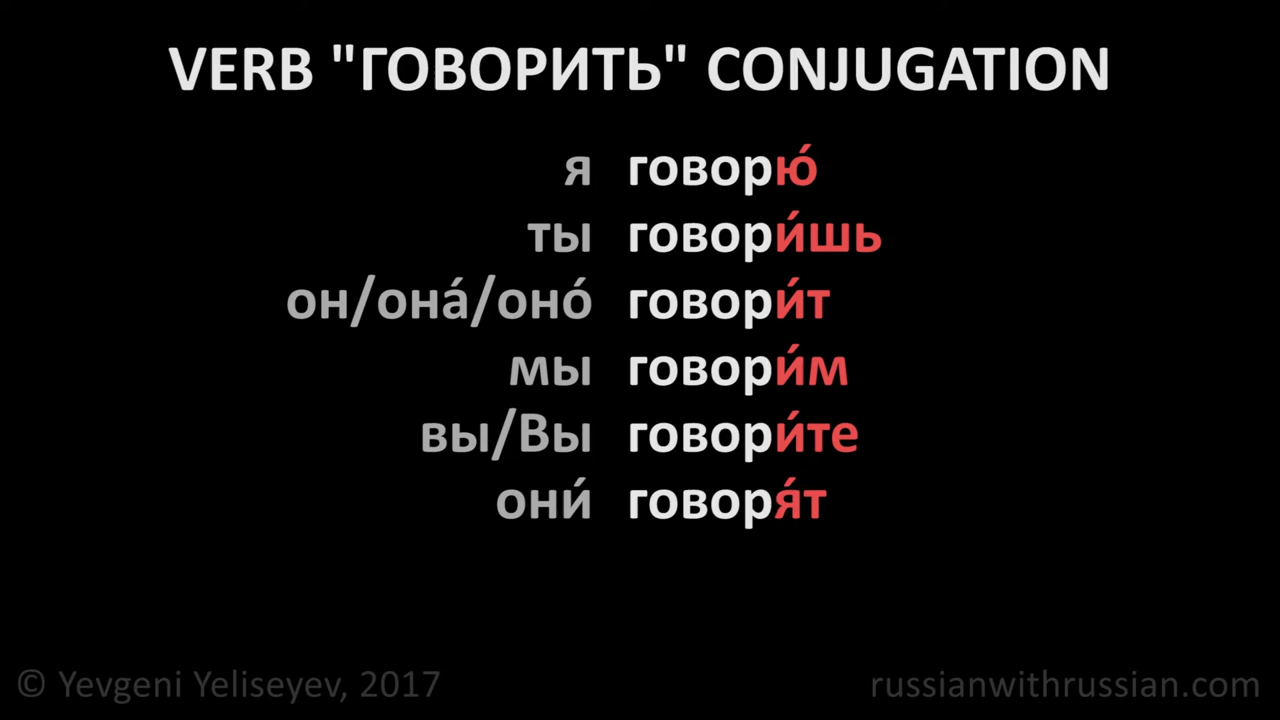 VERB "ГОВОРИТЬ" CONJUGATION
я говорю́
ты говори́шь
он/она́/оно́ говори́т
мы говори́м
вы/Вы говори́те
они́ говоря́т
© Yevgeni Yeliseyev, 2017 russianwithrussian.com